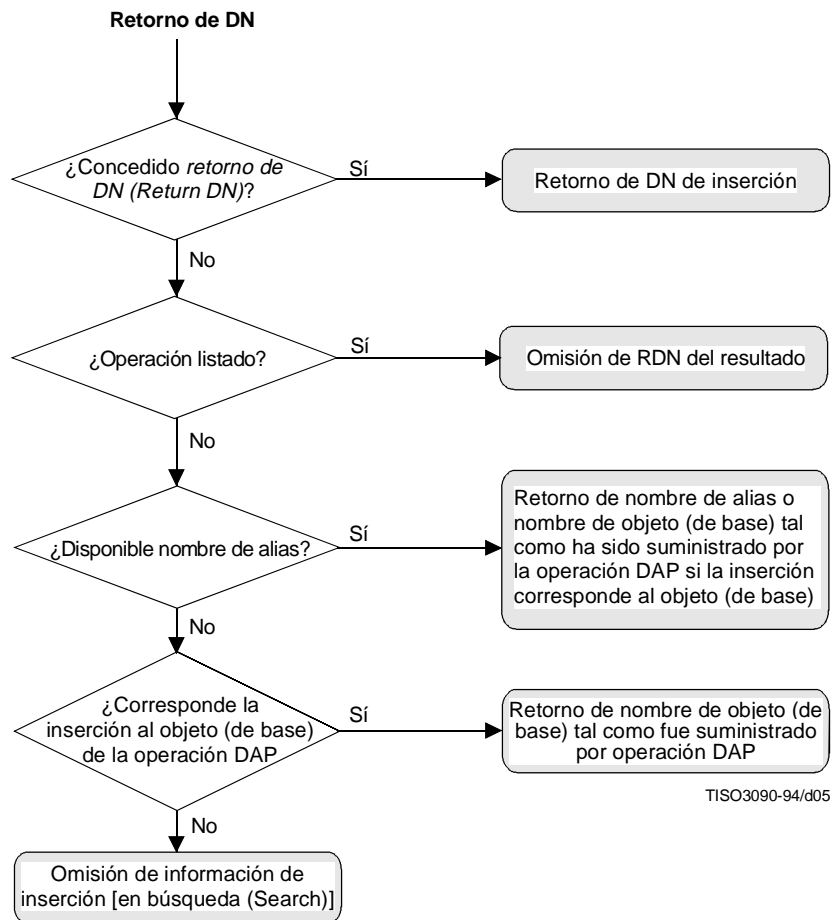 Retorno de DN
¿Concedido retorno de
DN (Return DN)?
Sí
Retorno de DN de inserción
No
¿Operación listado?
Sí
Omisión de RDN del resultado
No
¿Disponible nombre de alias?
Sí
Retorno de nombre de alias o
nombre de objeto (de base) tal
como ha sido suministrado por
la operación DAP si la inserción
corresponde al objeto (de base)
No
¿Corresponde la
inserción al objeto (de base)
de la operación DAP
Sí
Retorno de nombre de objeto (de
base) tal como fue suministrado
por operación DAP
TISO3090-94/d05
No
Omisión de información de
inserción [en búsqueda (Search)]